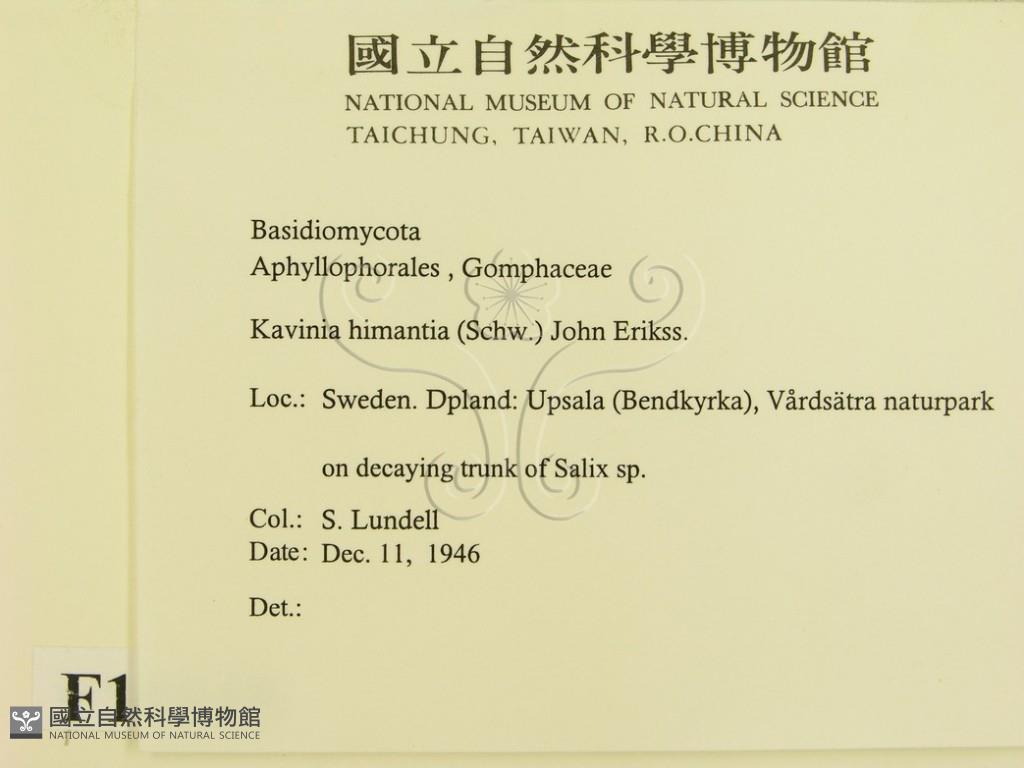 國立自然科學博物館
NATIONAL MUSEUM OF NATURAL SCIENCE
TAICHUNG, TAIWAN, R.O.CHINA
Basidiomycota
Aphyllophorales , Gomphaceae
Kavinia himantia (Schw.) John Erikss.
Loc.: Sweden. Dpland: Upsala (Bendkyrka), Vårdsätra naturpark
on decaying trunk of Salix sp.
Col.: S. Lundell
Date: Dec. 11, 1946
Det.:
F1
國立自然科學博物館
NATIONAL MUSEUM OF NATURAL SCIENCE